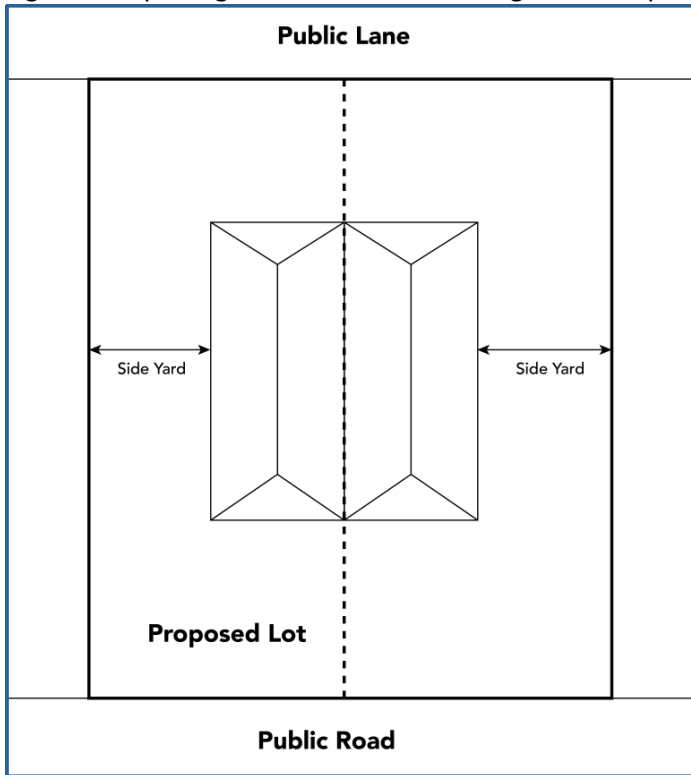 Public Lane
Side Yard
Side Yard
Proposed Lot
Public Road